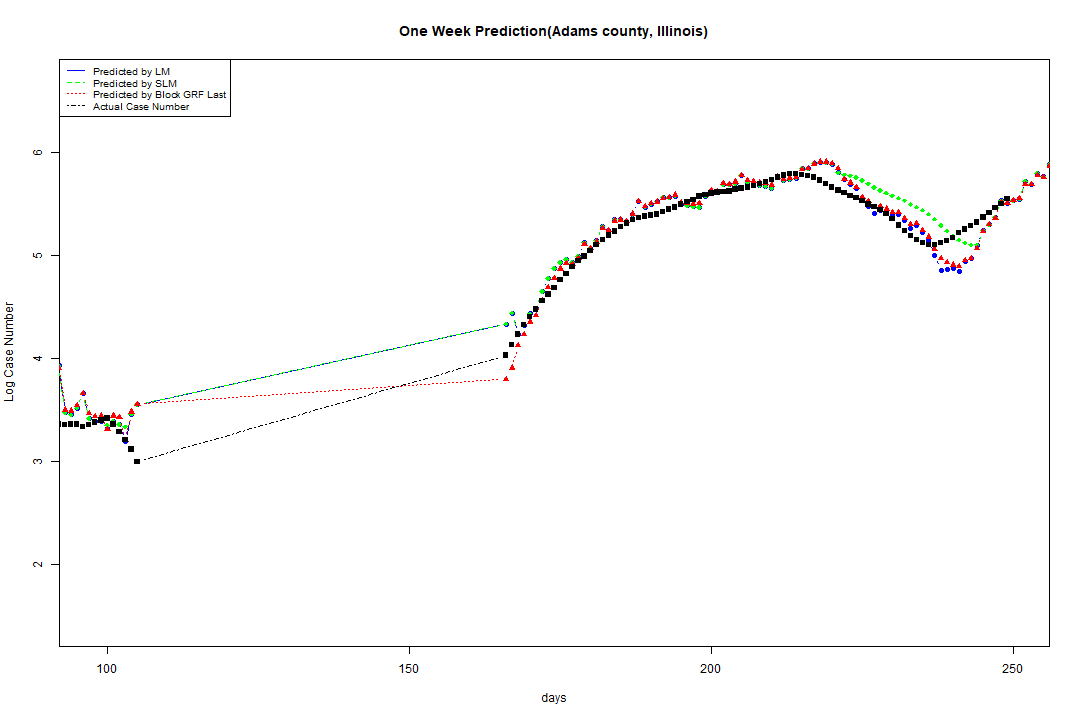 One Week Prediction(Adams county, Illinois)
Predicted by LM
Predicted by SLM
Predicted by Block GRF Last
Actual Case Number
6
5
4
3
2
Log Case Number
100 150 200 250
days